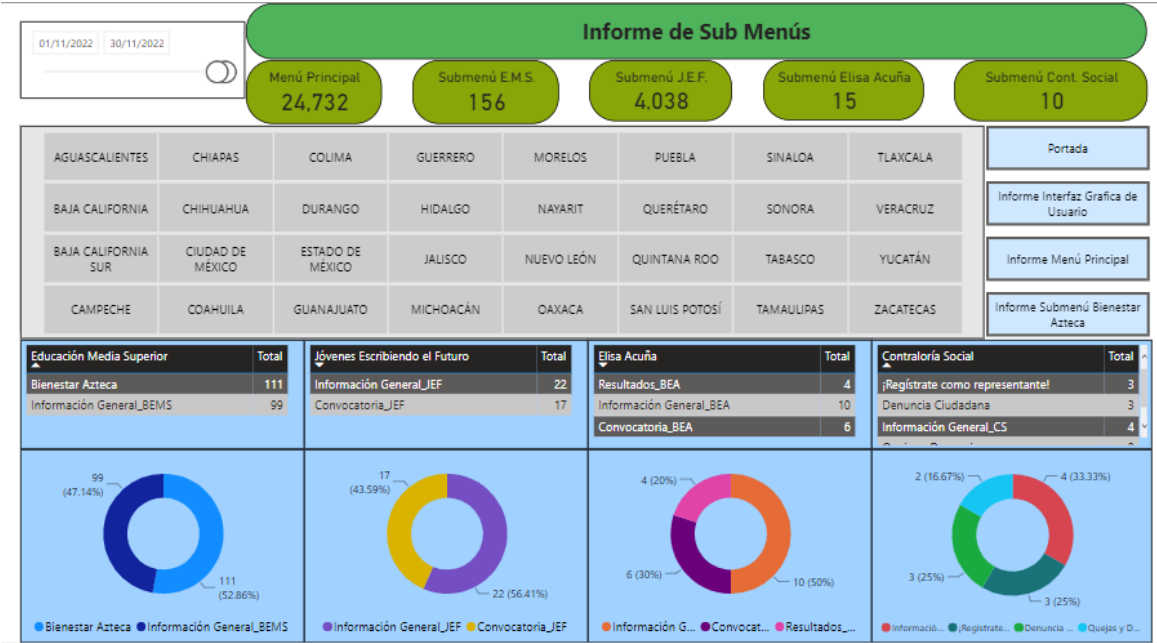 Informe de Sub Menús
01/11/2022 30/11/2022
Menú Principal
24,732
Submenú E.M.S.
156
Submenú J.E.F.
4,038
Submenú Elisa Acuña
15
Submenú Cont. Social
10
AGUASCALIENTES CHIAPAS COLIMA GUERRERO MORELOS PUEBLA SINALOA TLAXCALA
BAJA CALIFORNIA CHIHUAHUA DURANGO HIDALGO NAYARIT QUERÉTARO SONORA VERACRUZ
BAJA CALIFORNIA
SUR
CIUDAD DE
MÉXICO
ESTADO DE
MÉXICO
JALISCO NUEVO LEÓN QUINTANA ROO TABASCO YUCATÁN
CAMPECHE COAHUILA GUANAJUATO MICHOACÁN OAXACA SAN LUIS POTOSÍ TAMAULIPAS ZACATECAS
Portada
Informe Interfaz Grafica de
Usuario
Informe Menú Principal
Informe Submenú Bienestar
Azteca
Educación Media Superior Total
Bienestar Azteca 111
Información General_BEMS 99
Jóvenes Escribiendo el Futuro Total
Información General_JEF 22
Convocatoria_JEF 17
Elisa Acuña Total
Resultados_BEA 4
Información General_BEA 10
Convocatoria_BEA 6
Contraloría Social Total
¡Regístrate como representante! 3
Denuncia Ciudadana 3
Información General_CS 4
99
(47.14%)
111
(52.86%)
Bienestar Azteca Información General_BEMS
17
(43.59%)
22 (56.41%)
Información General_JEF Convocatoria_JEF
4 (20%)
6 (30%)
10 (50%)
Información G... Convocat... Resultados_...
2 (16.67%)
4 (33.33%)
3 (25%)
3 (25%)
Informació... ¡Regístrate... Denuncia ... Quejas y D...